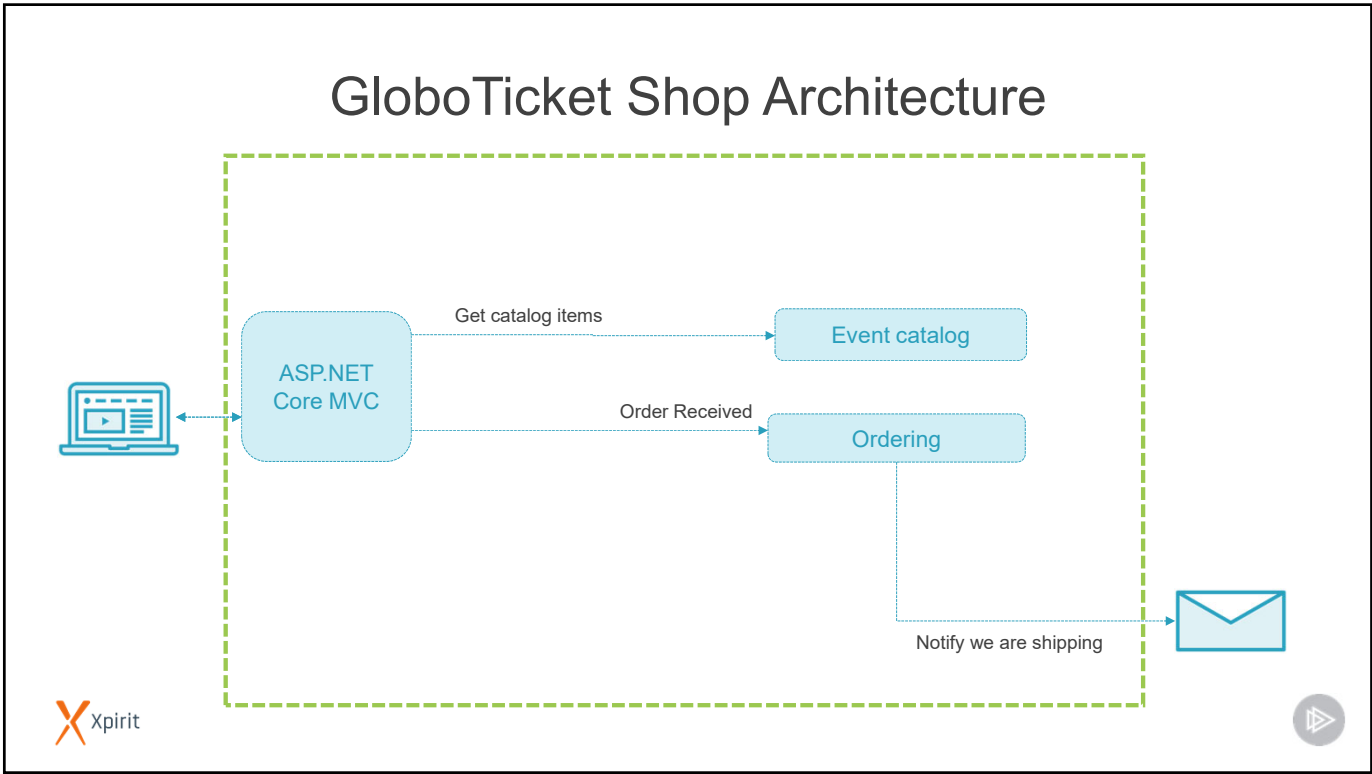 GloboTicket Shop Architecture
Get catalog items
Event catalog
ASP.NET
Core MVC
Order Received
Ordering
Notify we are shipping
Xpirit